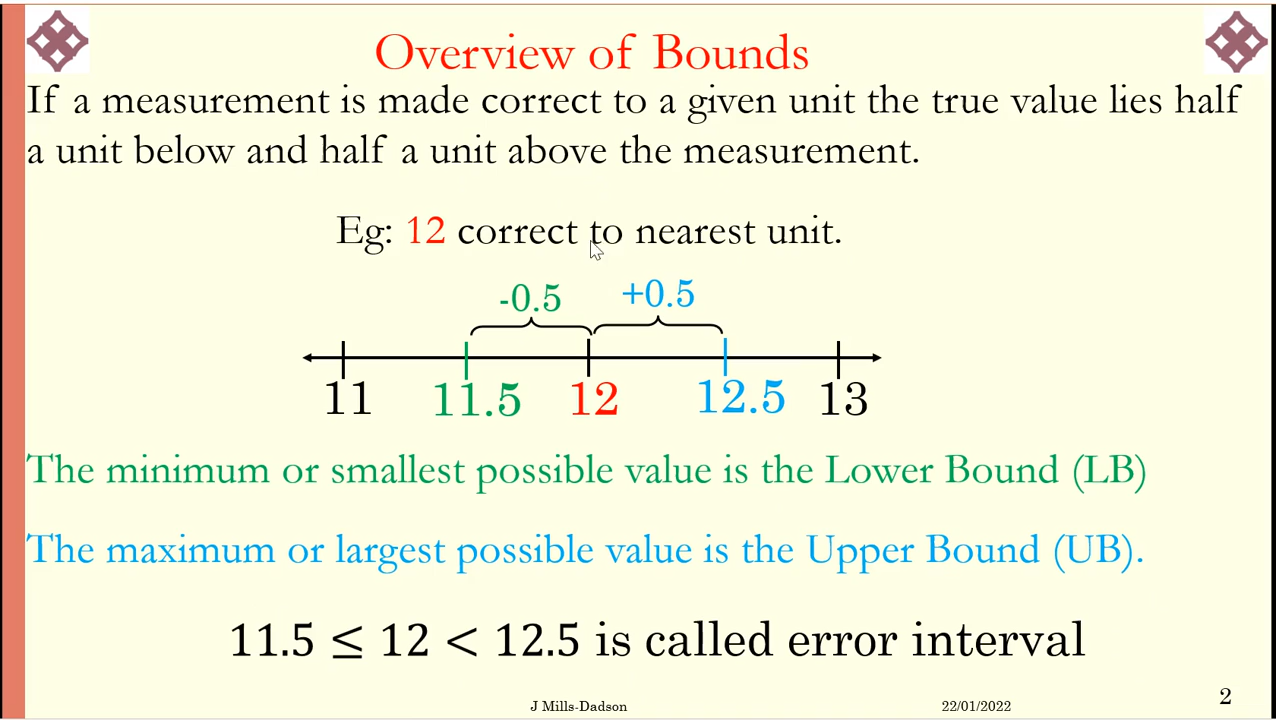 Overview of Bounds
If a measurement is made correct to a given unit the true value lies half
a unit below and half a unit above the measurement.
Eg: 12 correct to nearest unit.
-0.5 +0.5
11 11.5 12 12.5 13
The minimum or smallest possible value is the Lower Bound (LB)
The maximum or largest possible value is the Upper Bound (UB).
11.5 ≤ 12 < 12.5 is called error interval
J Mills-Dadson 22/01/2022 2